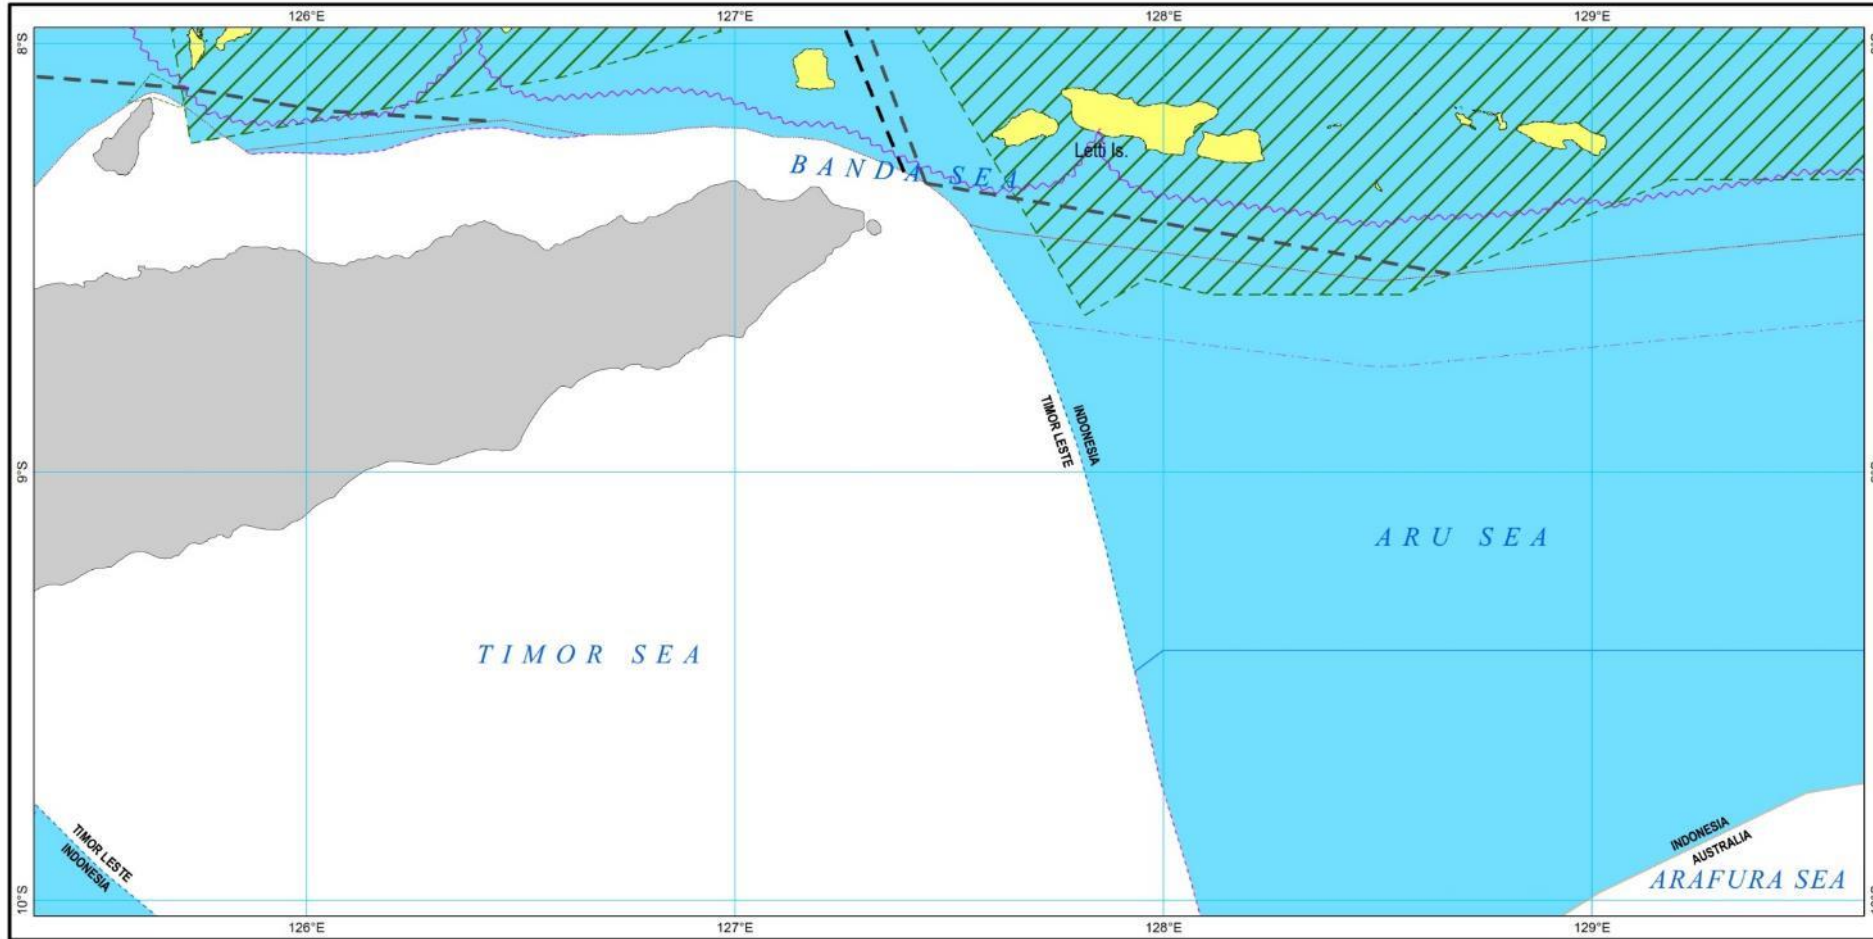 126°E
127°E
128°E
129°E
8°S
Letti Is.
BANDA SEA
TIMOR LESTE
INDONESIA
9°S
ARU SEA
TIMOR SEA
TIMOR LESTE
INDONESIA
INDONESIA
AUSTRALIA
ARAFURA SEA
10°S
126°E
127°E
128°E
129°E